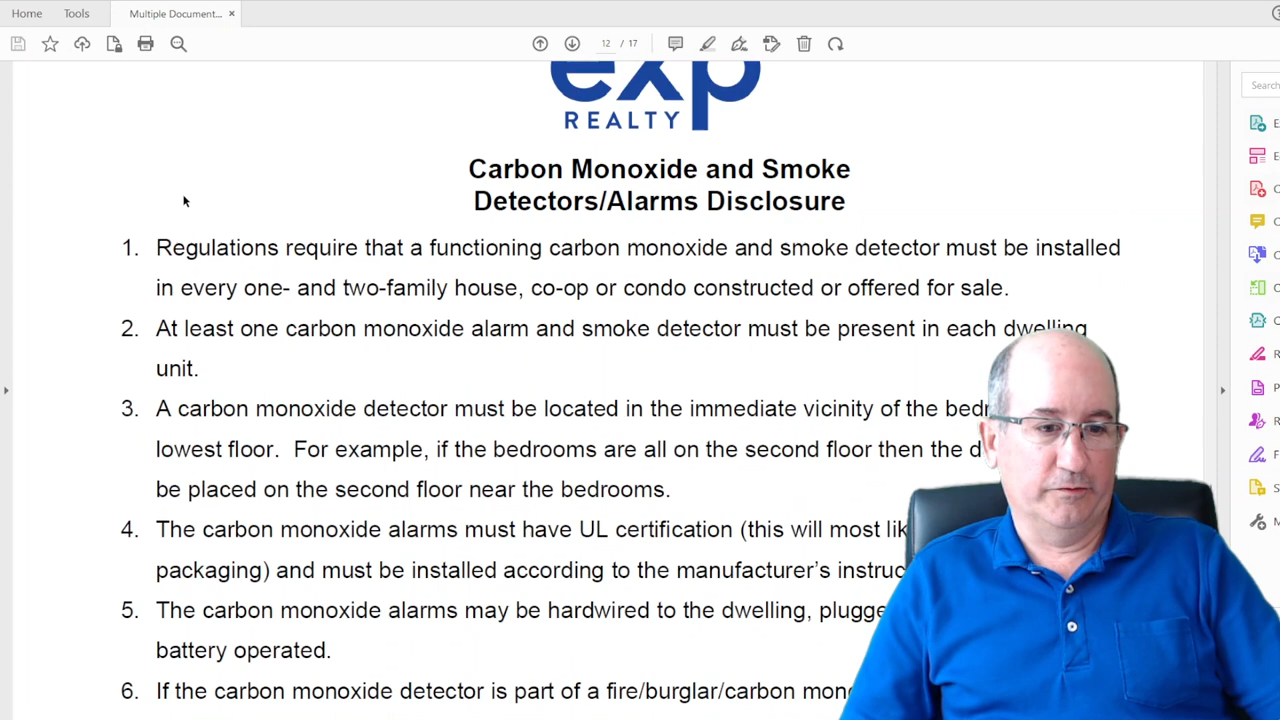 Home Tools Multiple Document... ×
12 / 17
exp
REALTY
Search
Carbon Monoxide and Smoke
Detectors/Alarms Disclosure
1. Regulations require that a functioning carbon monoxide and smoke detector must be installed
in every one- and two-family house, co-op or condo constructed or offered for sale.
2. At least one carbon monoxide alarm and smoke detector must be present in each dwelling
unit.
3. A carbon monoxide detector must be located in the immediate vicinity of the
lowest floor. For example, if the bedrooms are all on the second floor then the
be placed on the second floor near the bedrooms.
4. The carbon monoxide alarms must have UL certification (this will most
packaging) and must be installed according to the manufacturer's
5. The carbon monoxide alarms may be hardwired to the dwelling,
battery operated.
6. If the carbon monoxide detector is part of a fire/burglar/carbon